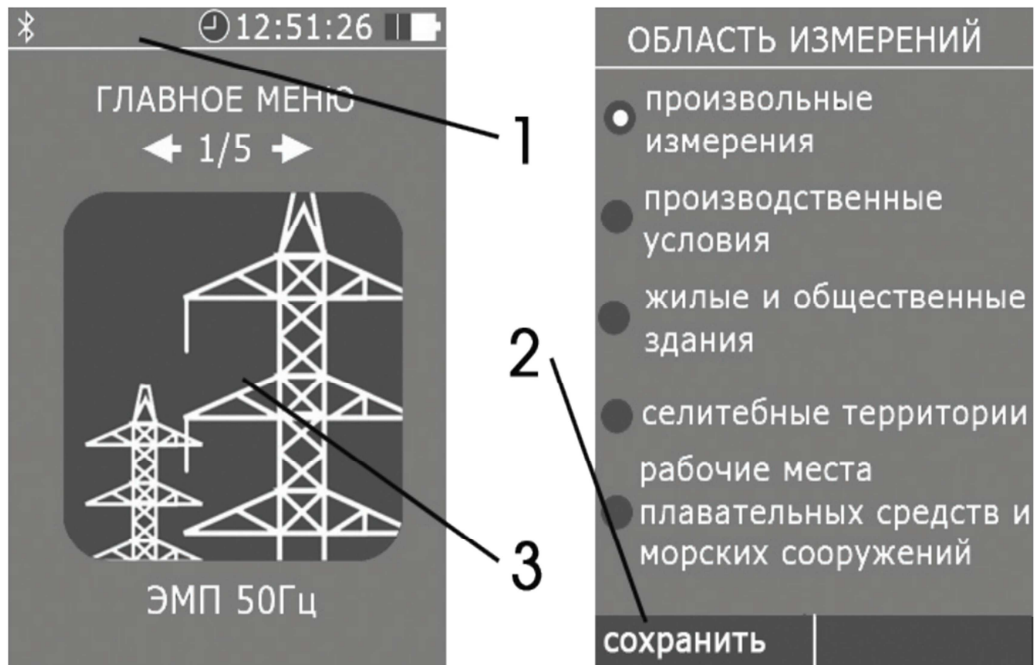 12:51:26
ГЛАВНОЕ МЕНЮ
1/5
ЭМП 50Гц
1
3
ОБЛАСТЬ ИЗМЕРЕНИЙ
произвольные
измерения
производственные
условия
жилые и общественные
здания
селитебные территории
рабочие места
плавательных средств и
морских сооружений
сохранить
2